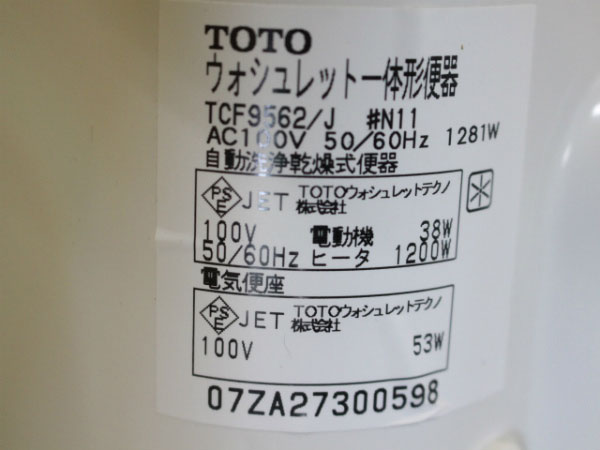 TOTO
ウォシュレット一体形便器
TCF9562/J #N11
AC100V 50/60Hz 1281W
自動洗浄乾燥式便器
PSE JET TOTOウォシュレットテクノ株式会社
100V 電動機 38W
50/60Hz ヒータ 1200W
電気便座
PSE JET TOTOウォシュレットテクノ株式会社
100V 53W
07ZA27300598